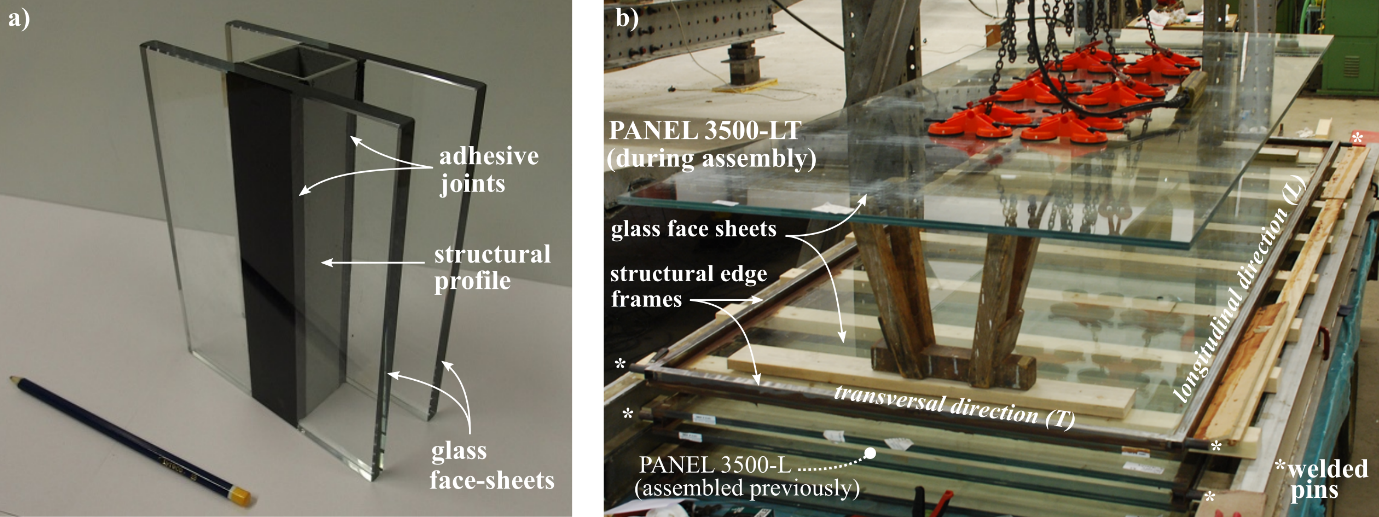 a)
adhesive
joints
structural
profile
glass
face-sheets
b)
PANEL 3500-LT
(during assembly)
glass face sheets
structural edge
frames
longitudinal direction (L)
transversal direction (T)
PANEL 3500-L
(assembled previously)
*welded
pins
*
*
*
*
*